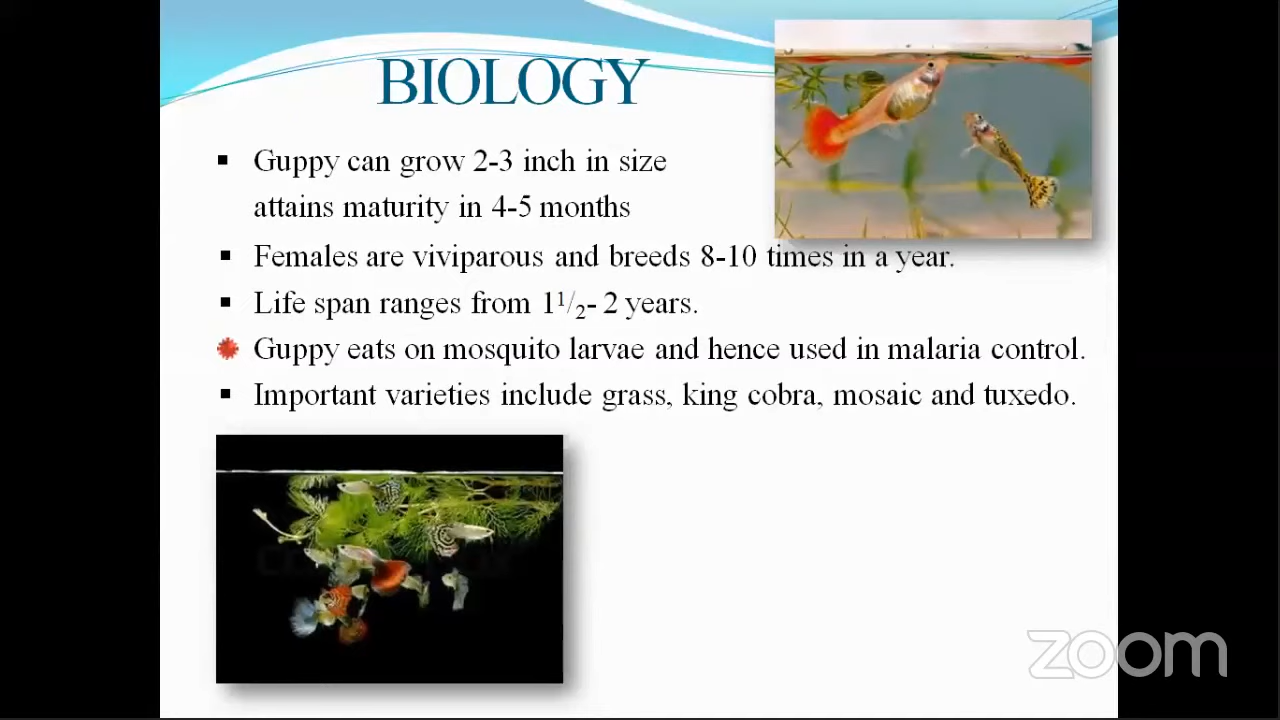 BIOLOGY
▪ Guppy can grow 2-3 inch in size
attains maturity in 4-5 months
▪ Females are viviparous and breeds 8-10 times in a year.
▪ Life span ranges from 1 1/2- 2 years.
Guppy eats on mosquito larvae and hence used in malaria control.
▪ Important varieties include grass, king cobra, mosaic and tuxedo.
zoom